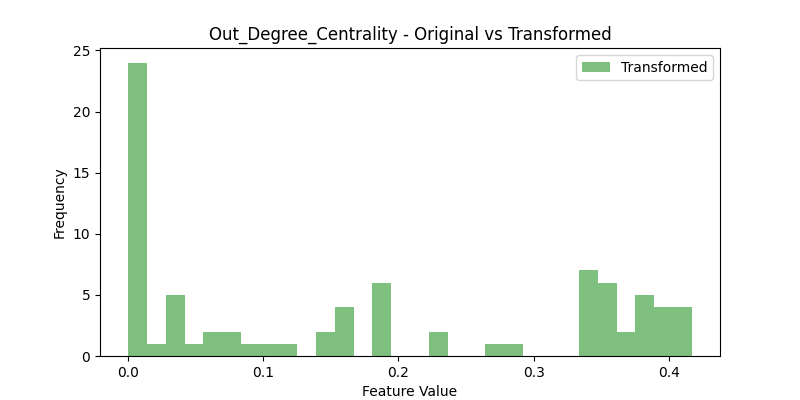 Out_Degree_Centrality - Original vs Transformed
Transformed
25
20
15
10
5
0
Frequency
0.0 0.1 0.2 0.3 0.4
Feature Value